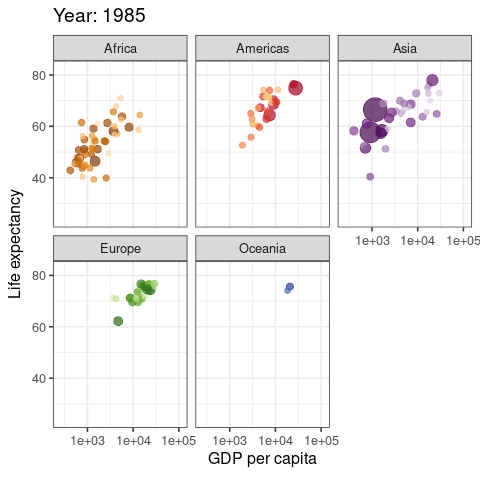 Year: 1985
Africa
Americas
Asia
80
60
40
1e+03 1e+04 1e+05
Life expectancy
Europe
Oceania
80
60
40
1e+03 1e+04 1e+05
1e+03 1e+04 1e+05
GDP per capita